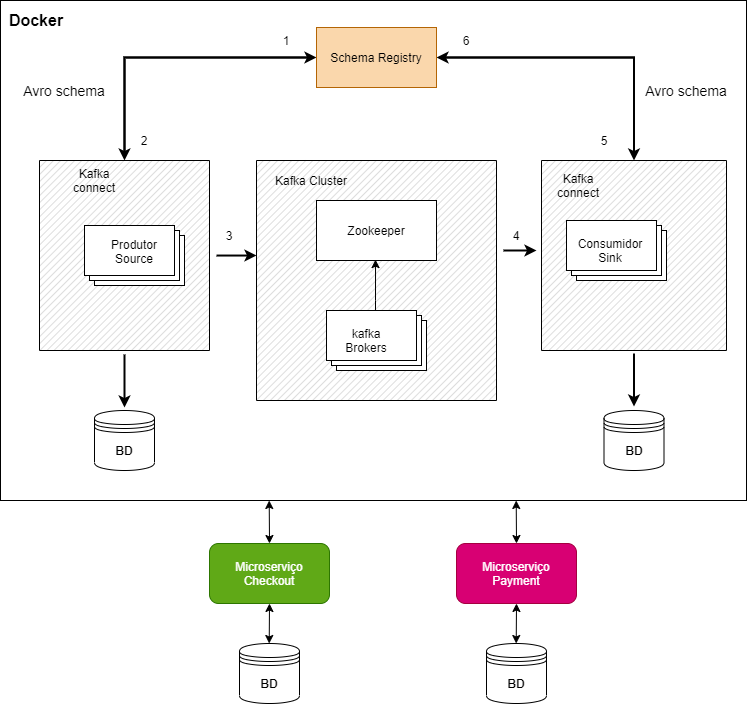 Docker
1
6
Schema Registry
Avro schema
Avro schema
2
5
Kafka
connect
Kafka Cluster
Kafka
connect
Produtor
Source
3
Zookeeper
4
Consumidor
Sink
kafka
Brokers
BD
BD
Microserviço
Checkout
Microserviço
Payment
BD
BD